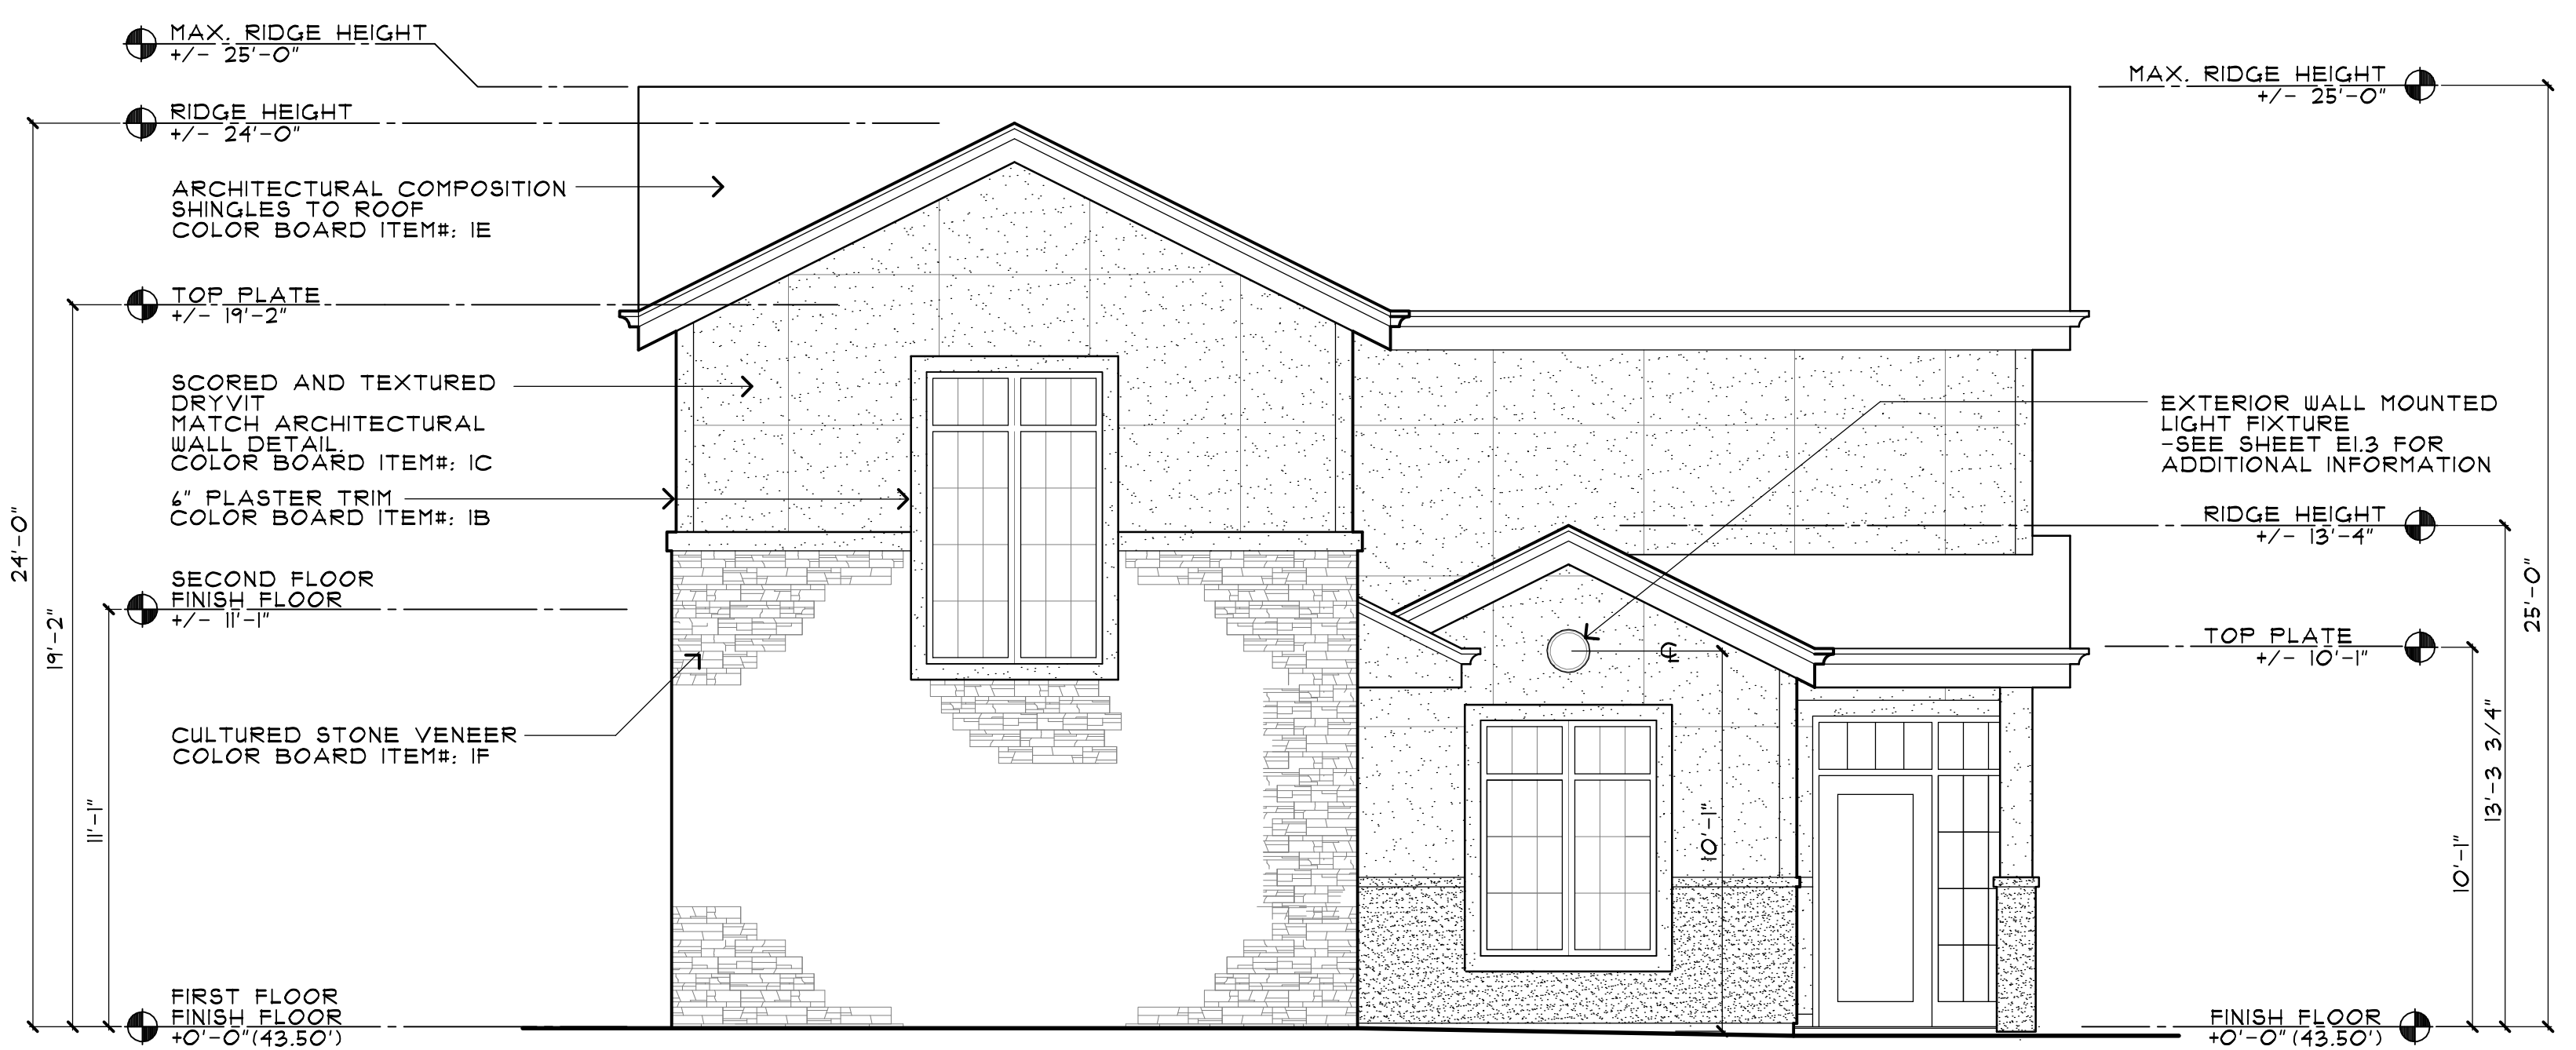 MAX. RIDGE HEIGHT
+/- 25'-0"
RIDGE HEIGHT
+/- 24'-0"
ARCHITECTURAL COMPOSITION
SHINGLES TO ROOF
COLOR BOARD ITEM#: 1E
TOP PLATE
+/- 19'-2"
SCORED AND TEXTURED
DRYVIT
MATCH ARCHITECTURAL
WALL DETAIL.
COLOR BOARD ITEM#: 1C
6" PLASTER TRIM
COLOR BOARD ITEM#: 1B
SECOND FLOOR
FINISH FLOOR
+/- 11'-1"
CULTURED STONE VENEER
COLOR BOARD ITEM#: 1F
FIRST FLOOR
FINISH FLOOR
+0'-0"(43.50')
24'-0"
19'-2"
11'-1"
℄
10'-1"
MAX. RIDGE HEIGHT
+/- 25'-0"
EXTERIOR WALL MOUNTED
LIGHT FIXTURE
-SEE SHEET E1.3 FOR
ADDITIONAL INFORMATION
RIDGE HEIGHT
+/- 13'-4"
TOP PLATE
+/- 10'-1"
FINISH FLOOR
+0'-0"(43.50')
10'-1"
13'-3 3/4"
25'-0"